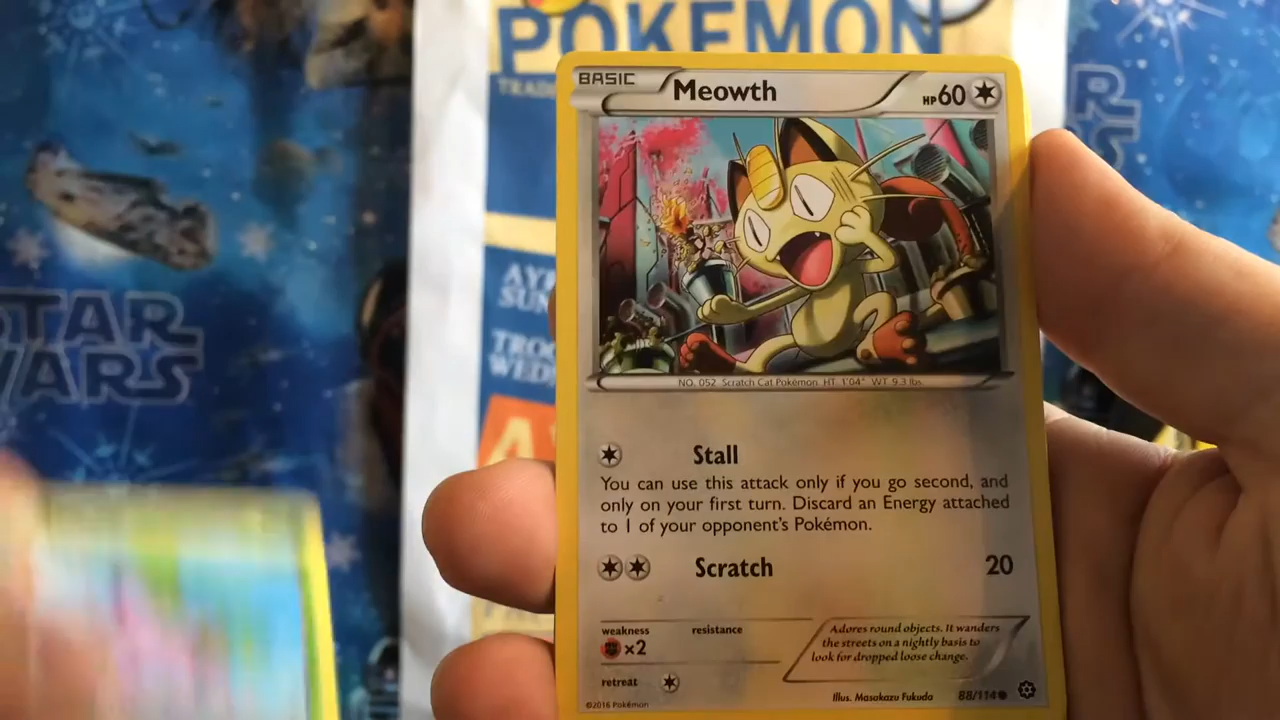 POKEMON
TRAD
BASIC
Meowth
HP60
NO. 052 Scratch Cat Pokémon HT 1'04" WT 9.3 lbs.
Stall
You can use this attack only if you go second, and
only on your first turn. Discard an Energy attached
to 1 of your opponent's Pokémon.
Scratch 20
weakness resistance
×2
retreat
Adores round objects. It wanders
the streets on a nightly basis to
look for dropped loose change.
Illus. Masakazu Fukuda
88/114
©2016 Pokémon
STAR
WARS
SUN
WED